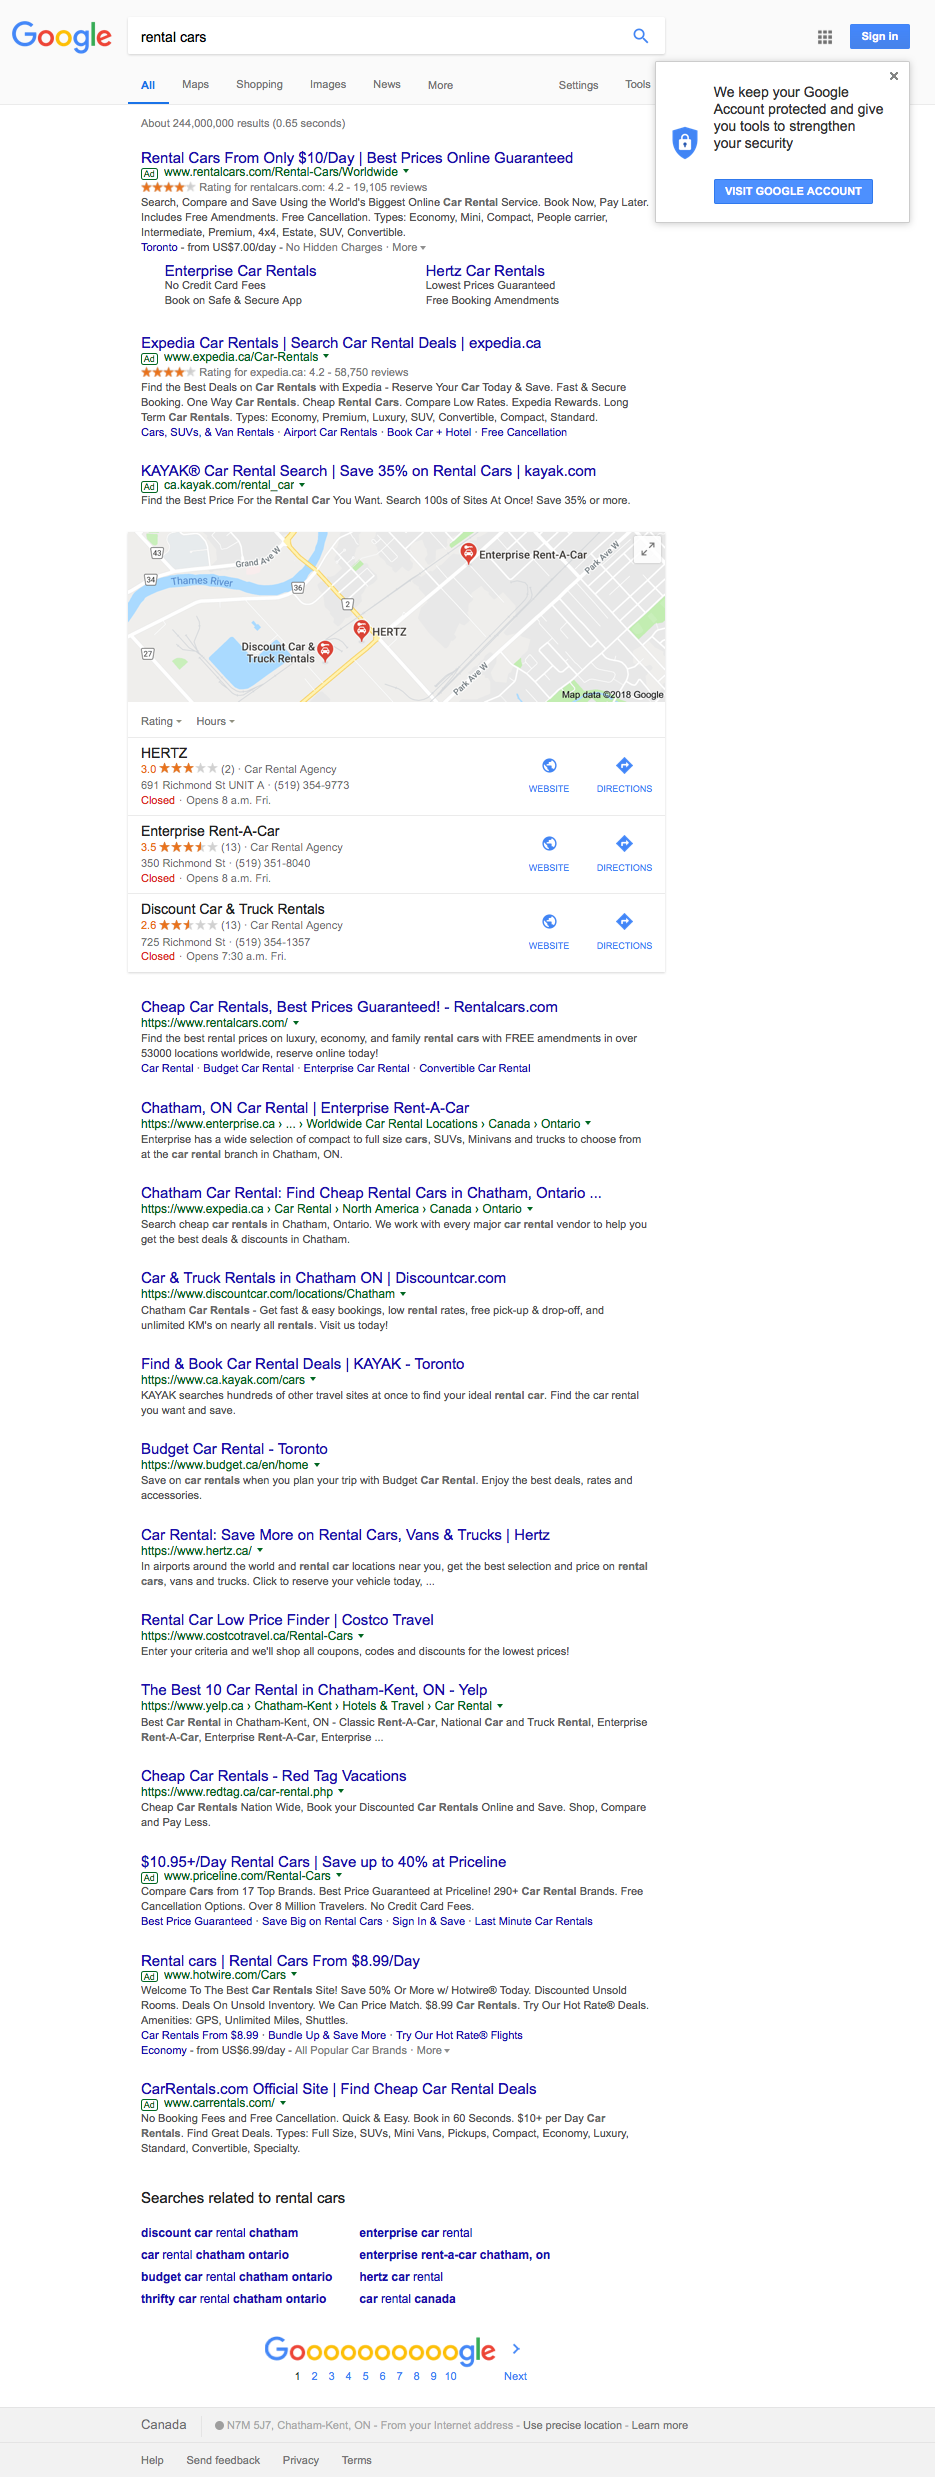 Google
rental cars
Sign in
All Maps Shopping Images News More Settings Tools
We keep your Google
Account protected and give
you tools to strengthen
your security
VISIT GOOGLE ACCOUNT
About 244,000,000 results (0.65 seconds)
Rental Cars From Only $10/Day | Best Prices Online Guaranteed
Ad www.rentalcars.com/Rental-Cars/Worldwide
Rating for rentalcars.com: 4.2 - 19,105 reviews
Search, Compare and Save Using the World's Biggest Online Car Rental Service. Book Now, Pay Later.
Includes Free Amendments. Free Cancellation. Types: Economy, Mini, Compact, People carrier,
Intermediate, Premium, 4x4, Estate, SUV, Convertible.
Toronto - from US$7.00/day - No Hidden Charges · More
Enterprise Car Rentals
No Credit Card Fees
Book on Safe & Secure App
Hertz Car Rentals
Lowest Prices Guaranteed
Free Booking Amendments
Expedia Car Rentals | Search Car Rental Deals | expedia.ca
Ad www.expedia.ca/Car-Rentals
Rating for expedia.ca: 4.2 - 58,750 reviews
Find the Best Deals on Car Rentals with Expedia - Reserve Your Car Today & Save. Fast & Secure
Booking. One Way Car Rentals. Cheap Rental Cars. Compare Low Rates. Expedia Rewards. Long
Term Car Rentals. Types: Economy, Premium, Luxury, SUV, Convertible, Compact, Standard.
Cars, SUVs, & Van Rentals · Airport Car Rentals · Book Car + Hotel · Free Cancellation
KAYAK® Car Rental Search | Save 35% on Rental Cars | kayak.com
Ad ca.kayak.com/rental_car
Find the Best Price For the Rental Car You Want. Search 100s of Sites At Once! Save 35% or more.
43
Grand Ave W
Enterprise Rent-A-Car
Park Ave W
34
Thames River
36
2
HERTZ
Discount Car &
Truck Rentals
27
Park Ave W
Map data ©2018 Google
Rating Hours
HERTZ
3.0 (2) · Car Rental Agency
691 Richmond St UNIT A · (519) 354-9773
Closed · Opens 8 a.m. Fri.
WEBSITE DIRECTIONS
Enterprise Rent-A-Car
3.5 (13) · Car Rental Agency
350 Richmond St · (519) 351-8040
Closed · Opens 8 a.m. Fri.
WEBSITE DIRECTIONS
Discount Car & Truck Rentals
2.6 (13) · Car Rental Agency
725 Richmond St · (519) 354-1357
Closed · Opens 7:30 a.m. Fri.
WEBSITE DIRECTIONS
Cheap Car Rentals, Best Prices Guaranteed! - Rentalcars.com
https://www.rentalcars.com/
Find the best rental prices on luxury, economy, and family rental cars with FREE amendments in over
53000 locations worldwide, reserve online today!
Car Rental · Budget Car Rental · Enterprise Car Rental · Convertible Car Rental
Chatham, ON Car Rental | Enterprise Rent-A-Car
https://www.enterprise.ca › ... › Worldwide Car Rental Locations › Canada › Ontario
Enterprise has a wide selection of compact to full size cars, SUVs, Minivans and trucks to choose from
at the car rental branch in Chatham, ON.
Chatham Car Rental: Find Cheap Rental Cars in Chatham, Ontario ...
https://www.expedia.ca › Car Rental › North America › Canada › Ontario
Search cheap car rentals in Chatham, Ontario. We work with every major car rental vendor to help you
get the best deals & discounts in Chatham.
Car & Truck Rentals in Chatham ON | Discountcar.com
https://www.discountcar.com/locations/Chatham
Chatham Car Rentals - Get fast & easy bookings, low rental rates, free pick-up & drop-off, and
unlimited KM's on nearly all rentals. Visit us today!
Find & Book Car Rental Deals | KAYAK - Toronto
https://www.ca.kayak.com/cars
KAYAK searches hundreds of other travel sites at once to find your ideal rental car. Find the car rental
you want and save.
Budget Car Rental - Toronto
https://www.budget.ca/en/home
Save on car rentals when you plan your trip with Budget Car Rental. Enjoy the best deals, rates and
accessories.
Car Rental: Save More on Rental Cars, Vans & Trucks | Hertz
https://www.hertz.ca/
In airports around the world and rental car locations near you, get the best selection and price on rental
cars, vans and trucks. Click to reserve your vehicle today, ...
Rental Car Low Price Finder | Costco Travel
https://www.costcotravel.ca/Rental-Cars
Enter your criteria and we'll shop all coupons, codes and discounts for the lowest prices!
The Best 10 Car Rental in Chatham-Kent, ON - Yelp
https://www.yelp.ca › Chatham-Kent › Hotels & Travel › Car Rental
Best Car Rental in Chatham-Kent, ON - Classic Rent-A-Car, National Car and Truck Rental, Enterprise
Rent-A-Car, Enterprise Rent-A-Car, Enterprise ...
Cheap Car Rentals - Red Tag Vacations
https://www.redtag.ca/car-rental.php
Cheap Car Rentals Nation Wide, Book your Discounted Car Rentals Online and Save. Shop, Compare
and Pay Less.
$10.95+/Day Rental Cars | Save up to 40% at Priceline
Ad www.priceline.com/Rental-Cars
Compare Cars from 17 Top Brands. Best Price Guaranteed at Priceline! 290+ Car Rental Brands. Free
Cancellation Options. Over 8 Million Travelers. No Credit Card Fees.
Best Price Guaranteed · Save Big on Rental Cars · Sign In & Save · Last Minute Car Rentals
Rental cars | Rental Cars From $8.99/Day
Ad www.hotwire.com/Cars
Welcome To The Best Car Rentals Site! Save 50% Or More w/ Hotwire® Today. Discounted Unsold
Rooms. Deals On Unsold Inventory. We Can Price Match. $8.99 Car Rentals. Try Our Hot Rate® Deals.
Amenities: GPS, Unlimited Miles, Shuttles.
Car Rentals From $8.99 · Bundle Up & Save More · Try Our Hot Rate® Flights
Economy - from US$6.99/day - All Popular Car Brands · More
CarRentals.com Official Site | Find Cheap Car Rental Deals
Ad www.carrentals.com/
No Booking Fees and Free Cancellation. Quick & Easy. Book in 60 Seconds. $10+ per Day Car
Rentals. Find Great Deals. Types: Full Size, SUVs, Mini Vans, Pickups, Compact, Economy, Luxury,
Standard, Convertible, Specialty.
Searches related to rental cars
discount car rental chatham enterprise car rental
car rental chatham ontario enterprise rent-a-car chatham, on
budget car rental chatham ontario hertz car rental
thrifty car rental chatham ontario car rental canada
Goooooooooogle
1 2 3 4 5 6 7 8 9 10 Next
Canada N7M 5J7, Chatham-Kent, ON - From your Internet address - Use precise location - Learn more
Help Send feedback Privacy Terms